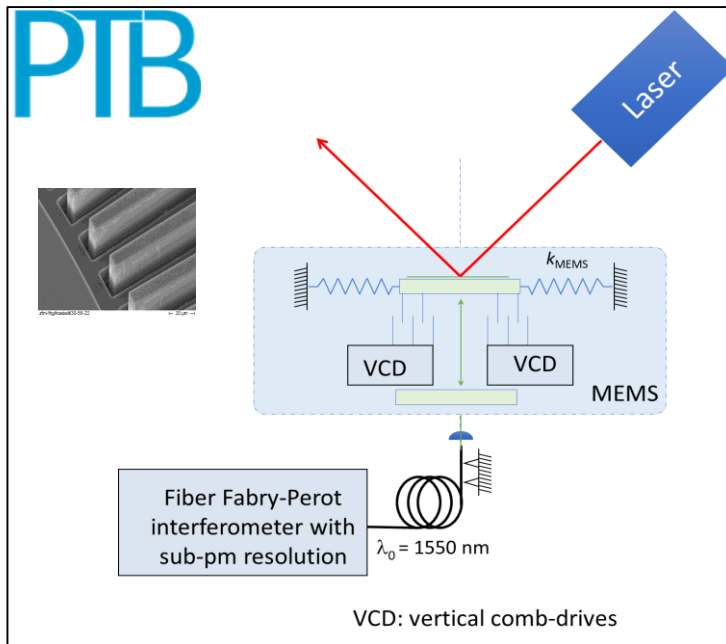 PTB
Laser
k_MEMS
VCD
VCD
MEMS
Fiber Fabry-Perot
interferometer with
sub-pm resolution
λ₀ = 1550 nm
VCD: vertical comb-drives